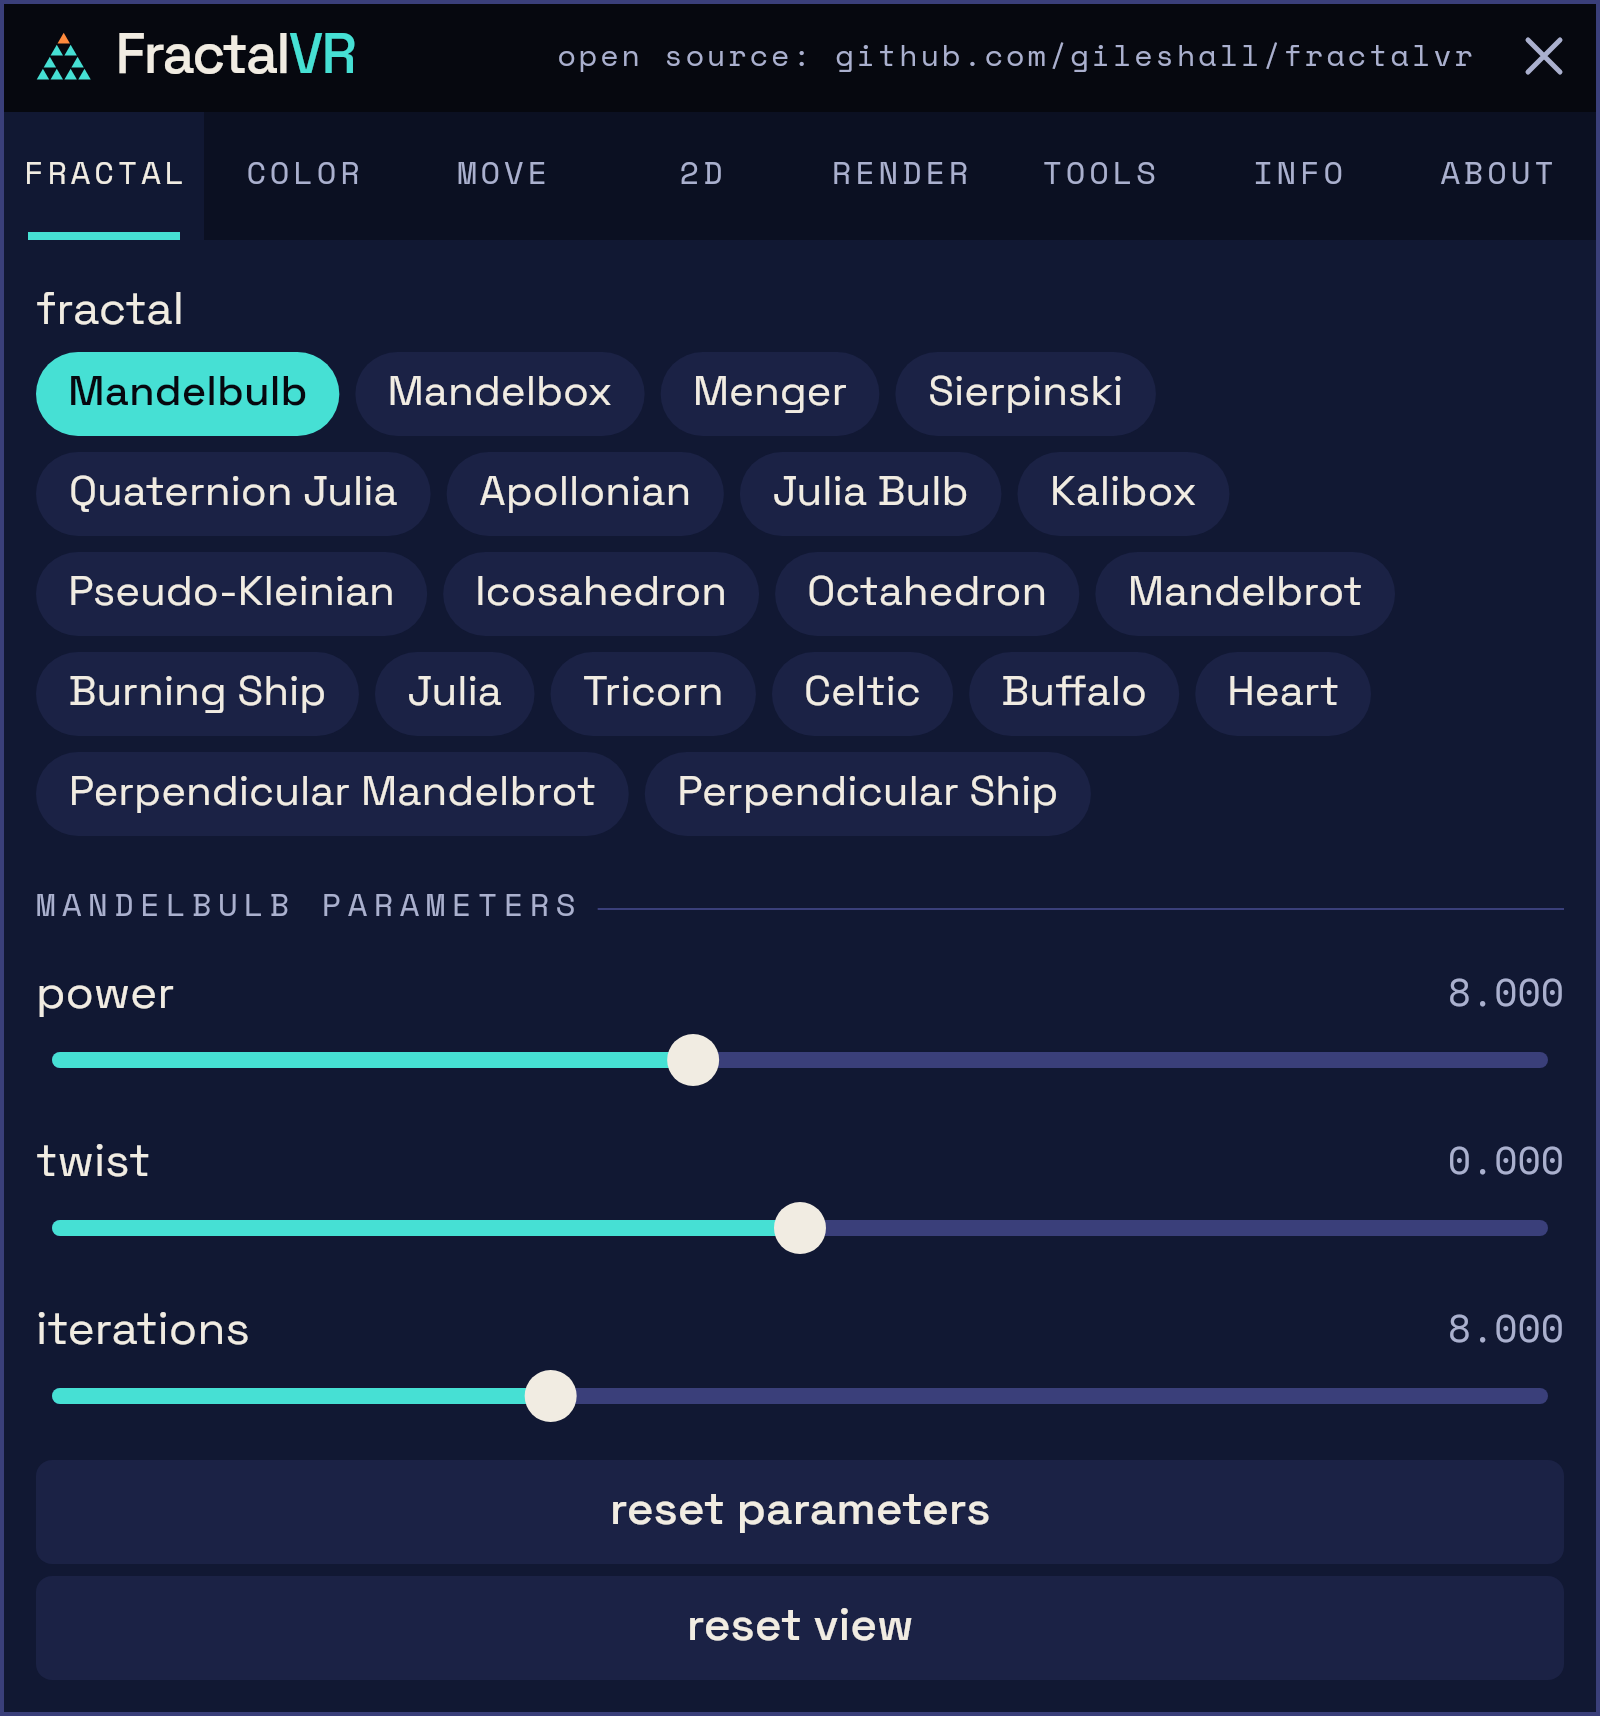 FractalVR open source: github.com/gileshall/fractalvr
FRACTAL COLOR MOVE 2D RENDER TOOLS INFO ABOUT
fractal
Mandelbulb Mandelbox Menger Sierpinski
Quaternion Julia Apollonian Julia Bulb Kalibox
Pseudo-Kleinian Icosahedron Octahedron Mandelbrot
Burning Ship Julia Tricorn Celtic Buffalo Heart
Perpendicular Mandelbrot Perpendicular Ship
MANDELBULB PARAMETERS
power 8.000
twist 0.000
iterations 8.000
reset parameters
reset view